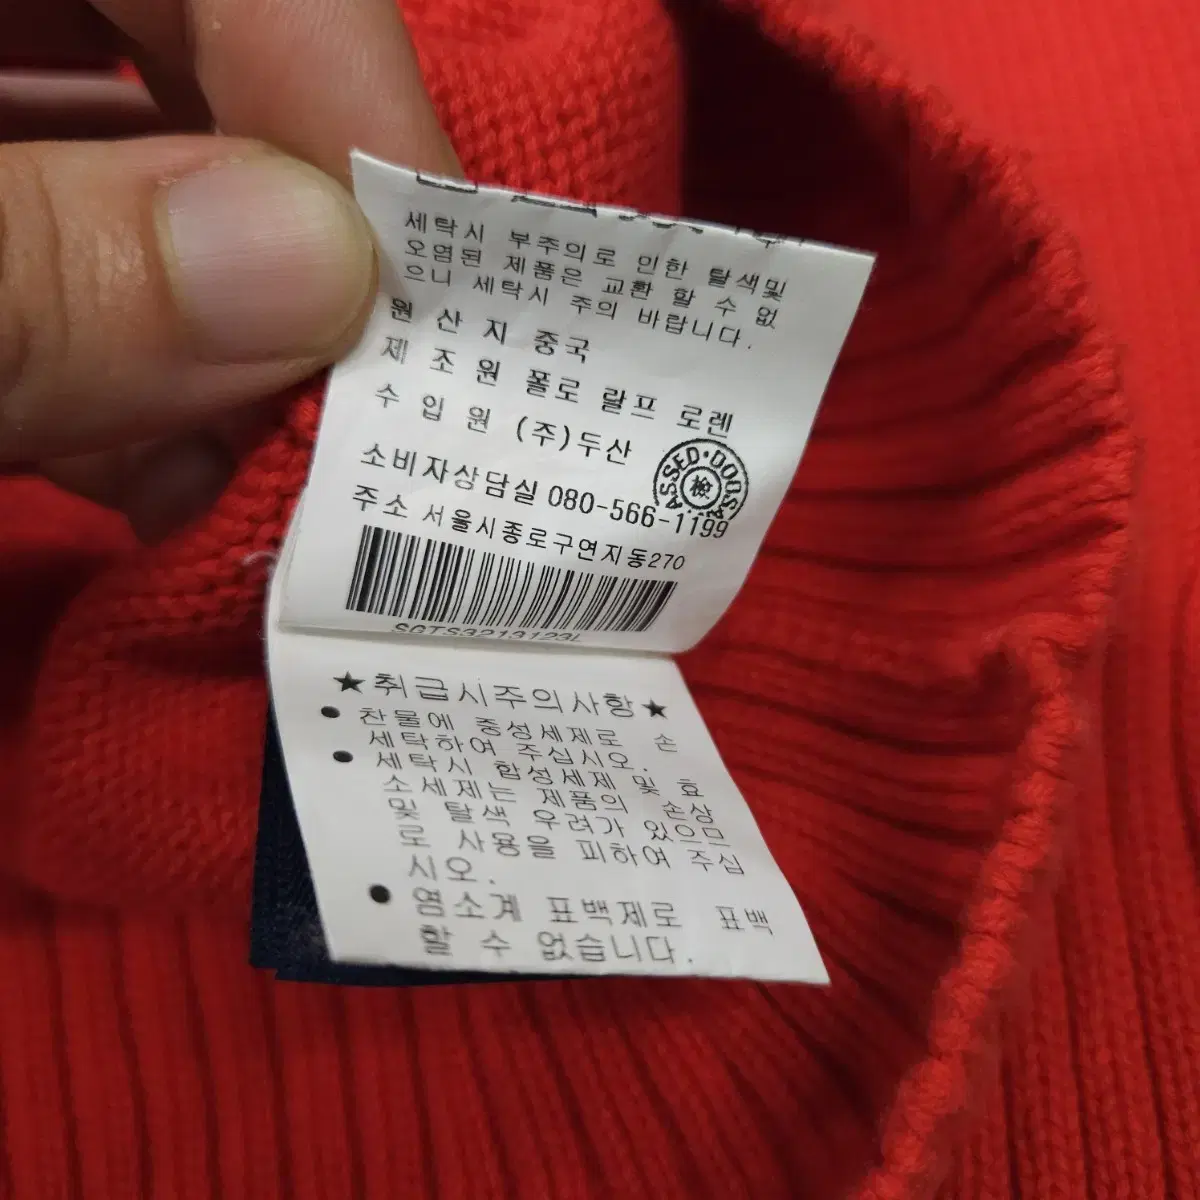 세탁시 부주의로 인한 탈색및
오염된 제품은 교환 할 수 없
으니 세탁시 주의 바랍니다.
원 산 지 중국
제 조 원 폴로 랄프 로렌
수 입 원 (주)두산
소비자상담실 080-566-1199
주소 서울시종로구연지동270
★취급시주의사항★
● 찬물에 중성세제로 손
세탁하여 주십시오.
● 세탁시 합성세제 및 효
소세제는 제품의 손상
및 탈색 우려가 있으므
로 사용을 피하여 주십
시오.
● 염소계 표백제로 표백
할 수 없습니다.